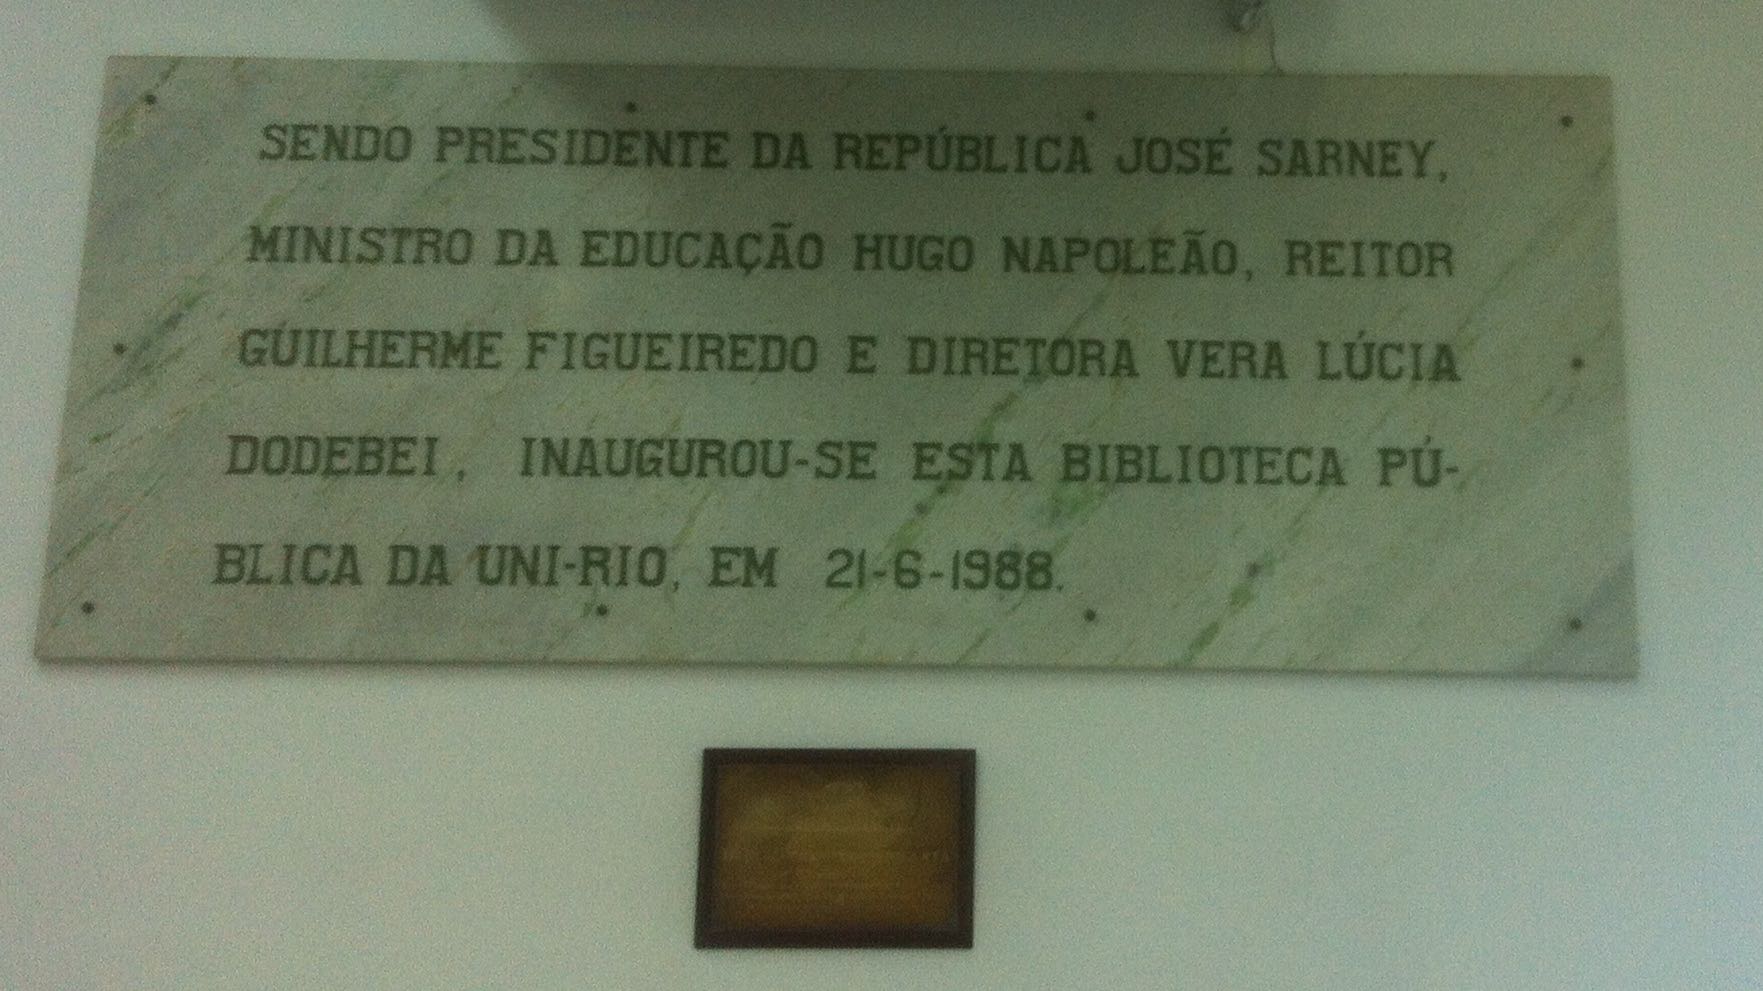 SENDO PRESIDENTE DA REPÚBLICA JOSÉ SARNEY,
MINISTRO DA EDUCAÇÃO HUGO NAPOLEÃO, REITOR
GUILHERME FIGUEIREDO E DIRETORA VERA LÚCIA
DODEBEI, INAUGUROU-SE ESTA BIBLIOTECA PÚ-
BLICA DA UNI-RIO, EM 21-6-1988.